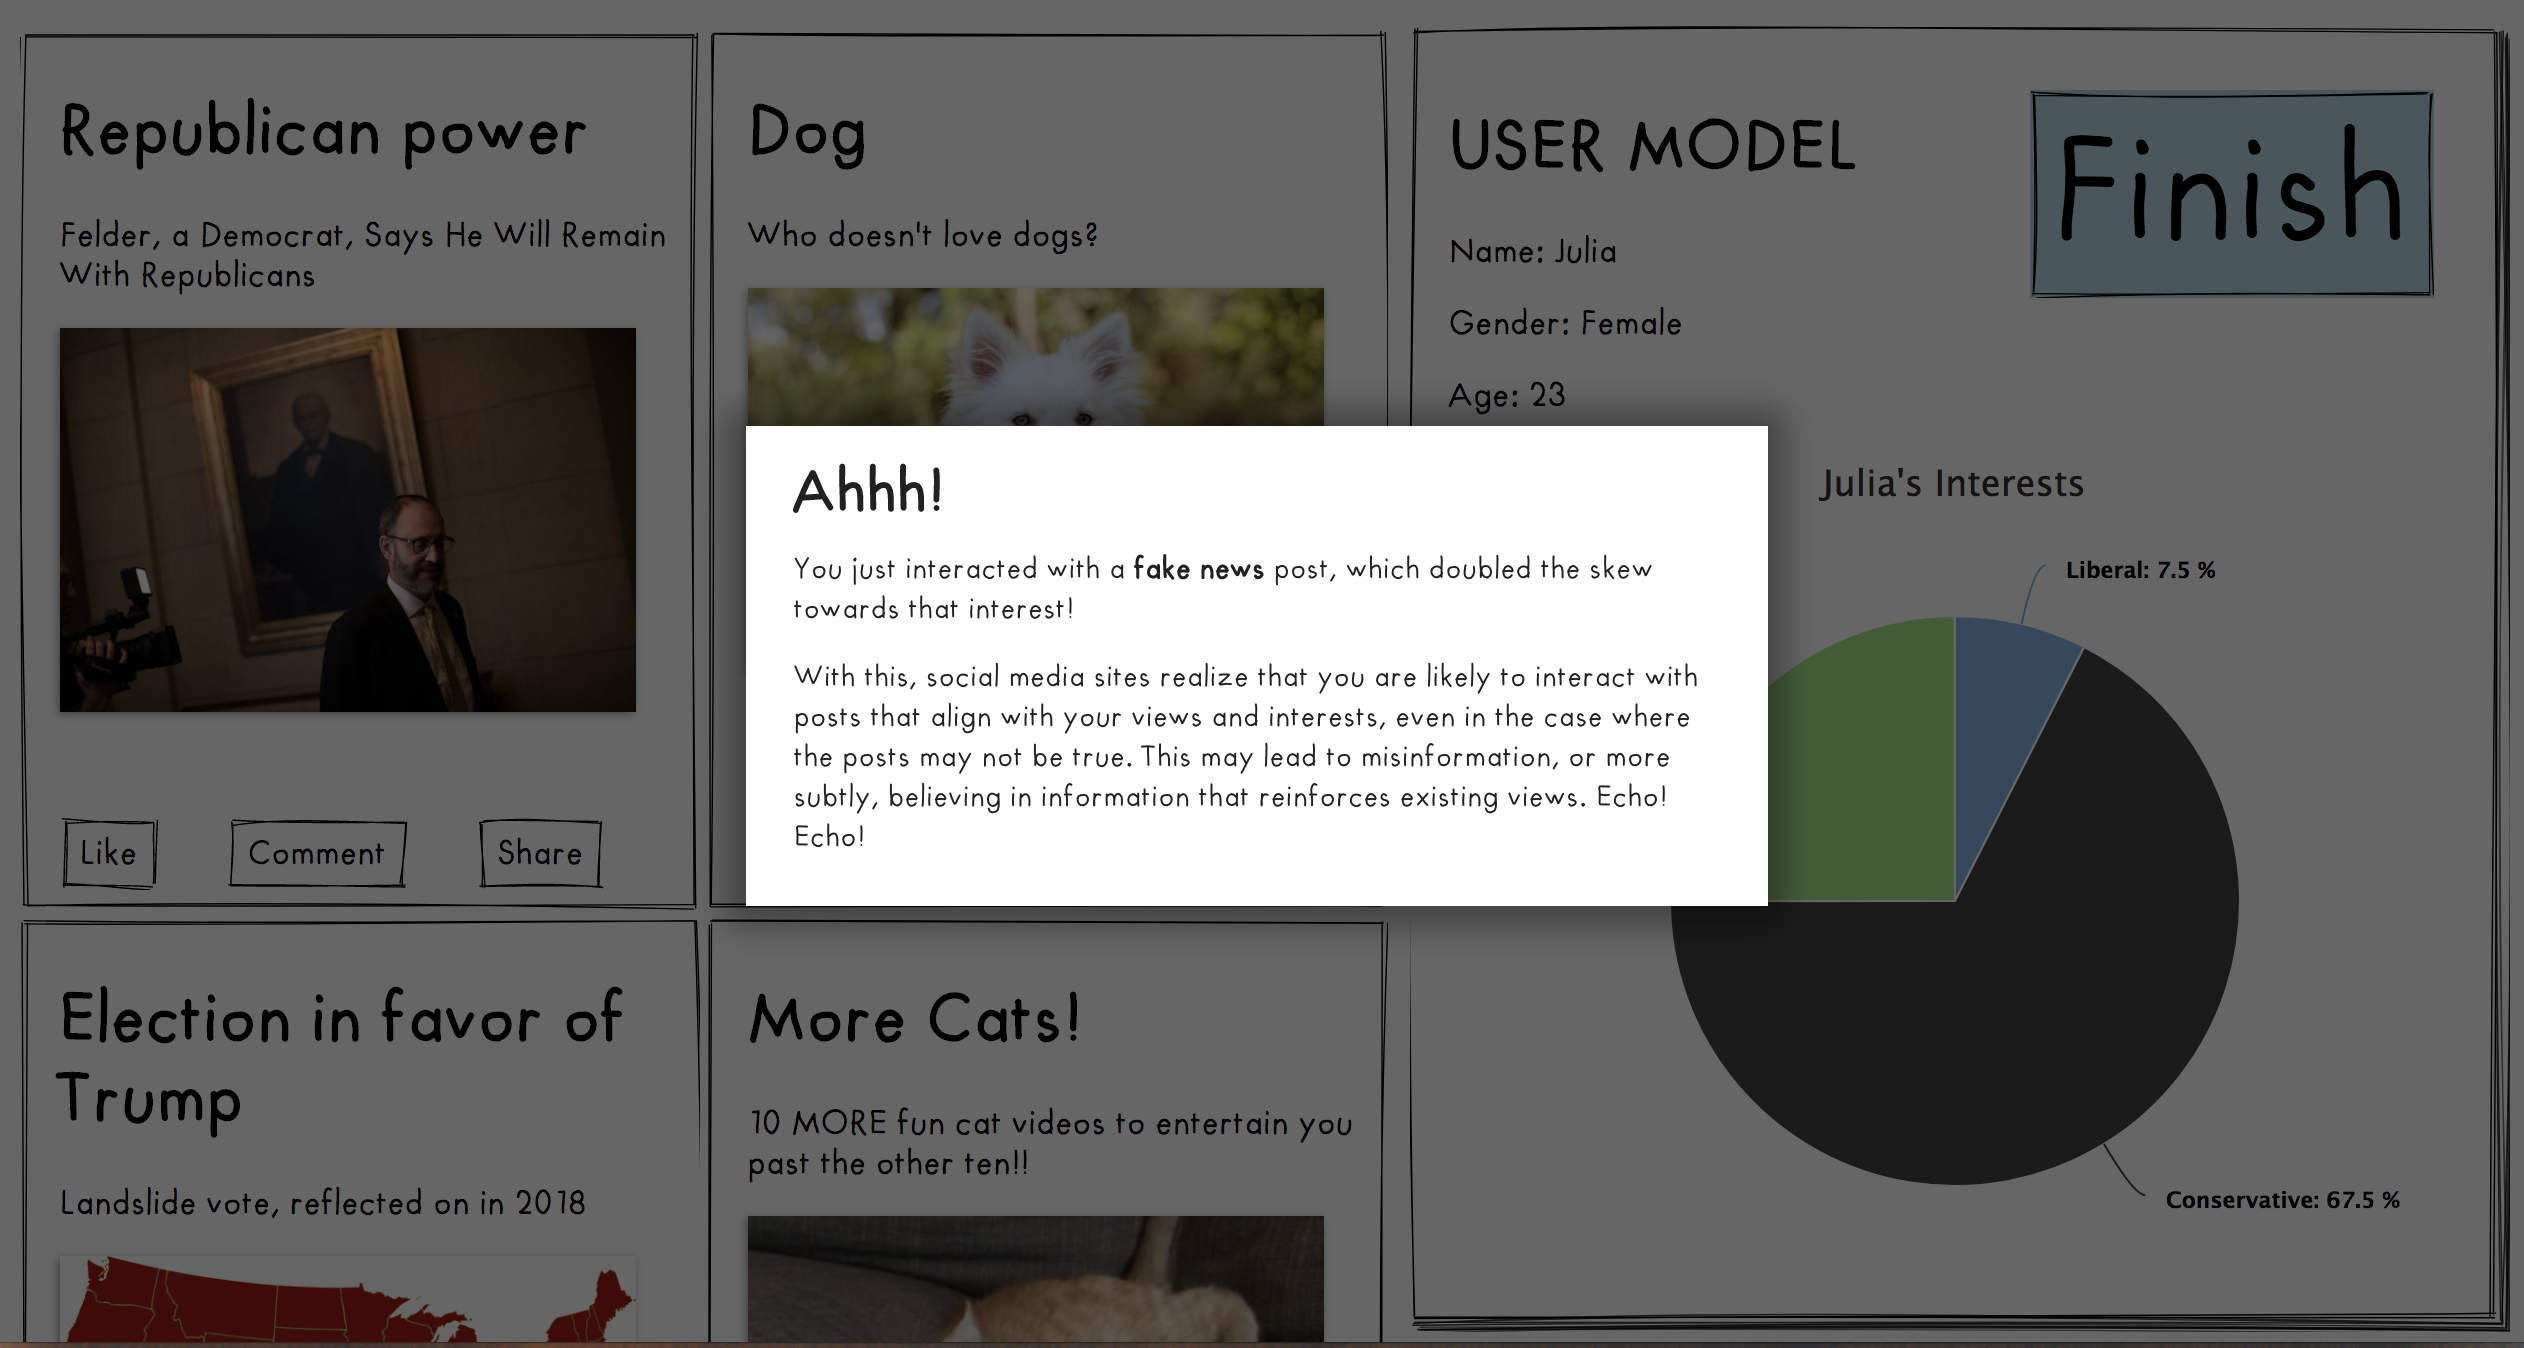 Republican power
Felder, a Democrat, Says He Will Remain
With Republicans
Like
Comment
Share
Dog
Who doesn't love dogs?
USER MODEL
Finish
Name: Julia
Gender: Female
Age: 23
Julia's Interests
Liberal: 7.5 %
Conservative: 67.5 %
Ahhh!
You just interacted with a fake news post, which doubled the skew
towards that interest!
With this, social media sites realize that you are likely to interact with
posts that align with your views and interests, even in the case where
the posts may not be true. This may lead to misinformation, or more
subtly, believing in information that reinforces existing views. Echo!
Echo!
Election in favor of
Trump
Landslide vote, reflected on in 2018
More Cats!
10 MORE fun cat videos to entertain you
past the other ten!!